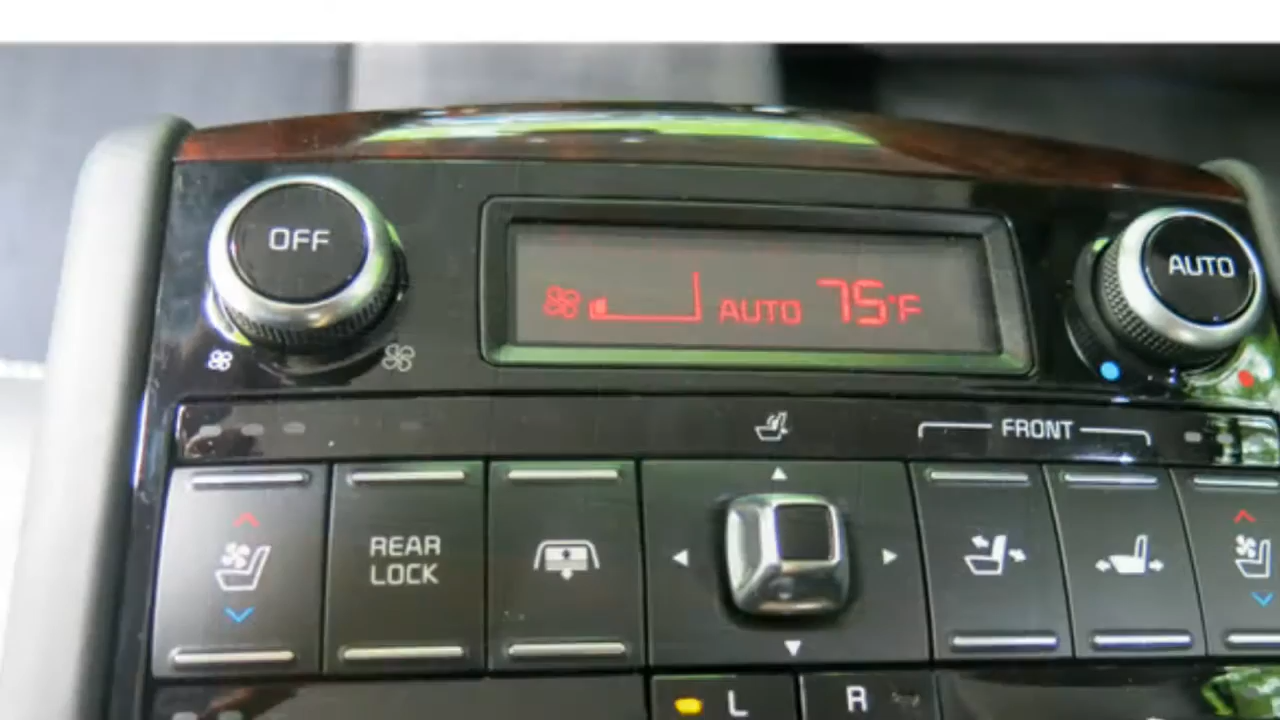 OFF
AUTO 75°F
AUTO
FRONT
REAR
LOCK
L
R